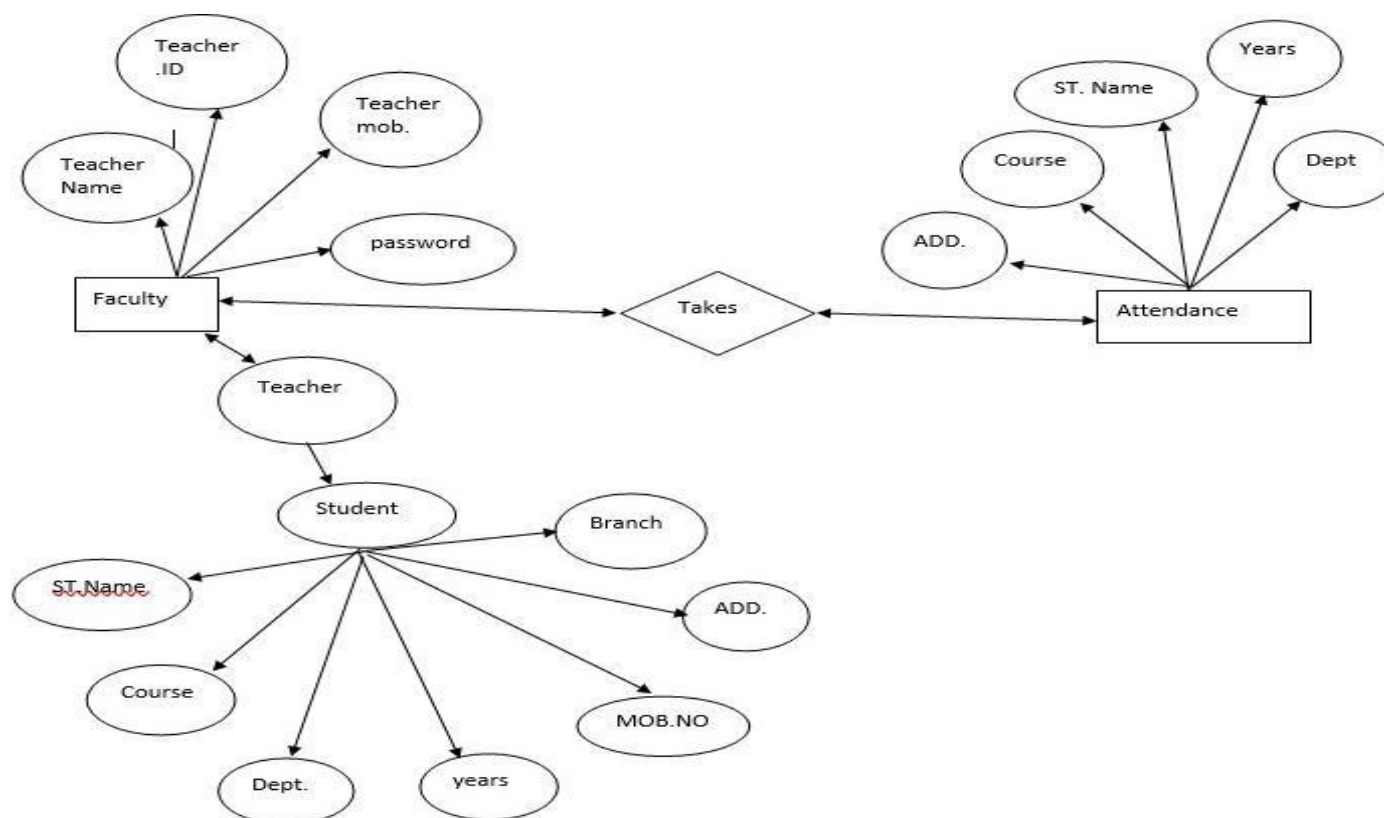 Teacher
.ID
Teacher
mob.
Teacher
Name
password
Faculty
Years
ST. Name
Course
Dept
ADD.
Takes
Attendance
Teacher
Student
Branch
ST.Name
ADD.
Course
MOB.NO
Dept.
years